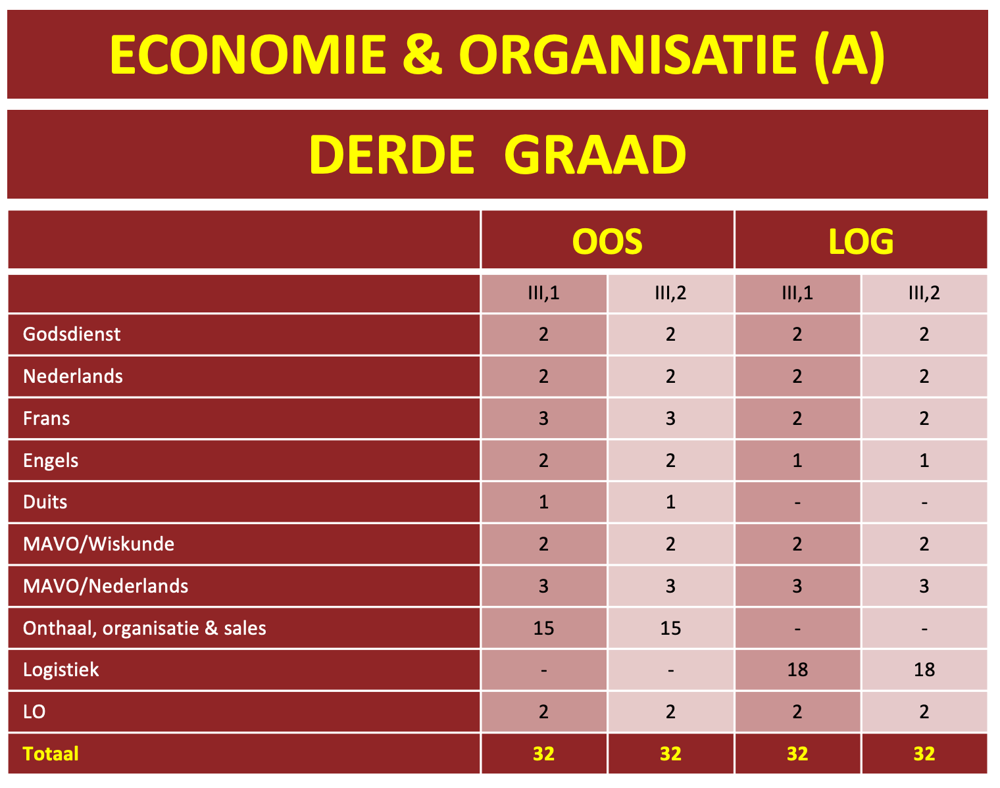 ECONOMIE & ORGANISATIE (A)
DERDE GRAAD
OOS LOG
III,1 III,2 III,1 III,2
Godsdienst 2 2 2 2
Nederlands 2 2 2 2
Frans 3 3 2 2
Engels 2 2 1 1
Duits 1 1 - -
MAVO/Wiskunde 2 2 2 2
MAVO/Nederlands 3 3 3 3
Onthaal, organisatie & sales 15 15 - -
Logistiek - - 18 18
LO 2 2 2 2
Totaal 32 32 32 32